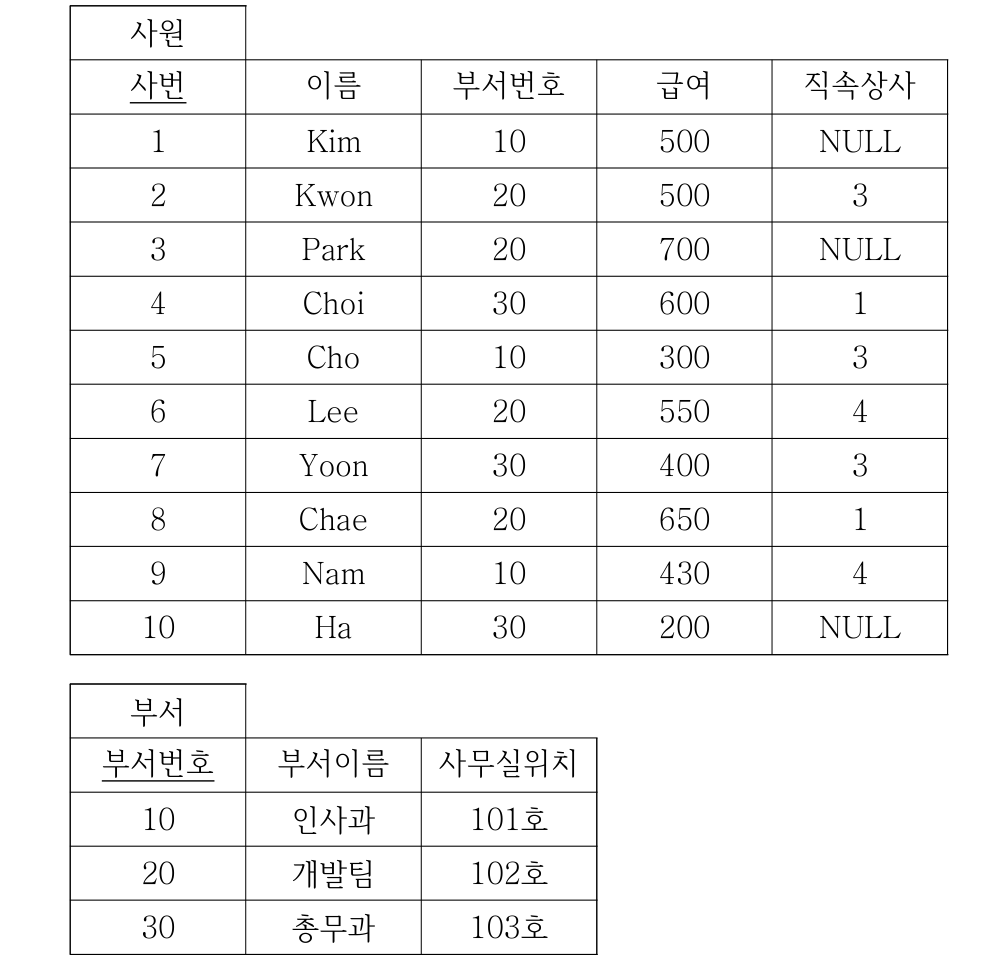 사원
사번 이름 부서번호 급여 직속상사
1 Kim 10 500 NULL
2 Kwon 20 500 3
3 Park 20 700 NULL
4 Choi 30 600 1
5 Cho 10 300 3
6 Lee 20 550 4
7 Yoon 30 400 3
8 Chae 20 650 1
9 Nam 10 430 4
10 Ha 30 200 NULL
부서
부서번호 부서이름 사무실위치
10 인사과 101호
20 개발팀 102호
30 총무과 103호